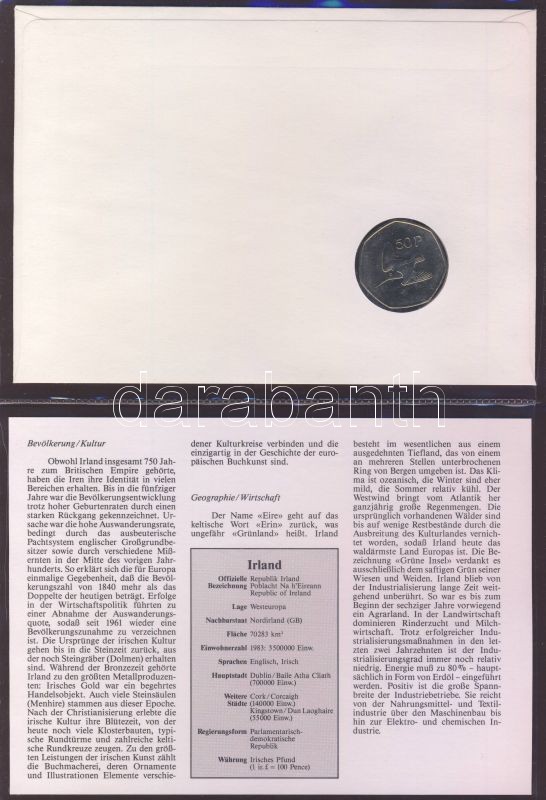 50P
darabanth
Bevölkerung/Kultur
Obwohl Irland insgesamt 750 Jah-
re zum Britischen Empire gehörte,
haben die Iren ihre Identität in vielen
Bereichen erhalten. Bis in die fünfziger
Jahre war die Bevölkerungsentwicklung
trotz hoher Geburtenraten durch einen
starken Rückgang gekennzeichnet. Ur-
sache war die hohe Auswanderungsrate,
bedingt durch das ausbeuterische
Pachtsystem englischer Großgrundbe-
sitzer sowie durch verschiedene Miß-
ernten in der Mitte des vorigen Jahr-
hunderts. So erklärt sich die für Europa
einmalige Gegebenheit, daß die Bevöl-
kerungszahl von 1840 mehr als das
Doppelte der heutigen beträgt. Erfolge
in der Wirtschaftspolitik führten zu
einer Abnahme der Auswanderungs-
quote, sodaß seit 1961 wieder eine
Bevölkerungszunahme zu verzeichnen
ist. Die Ursprünge der irischen Kultur
gehen bis in die Steinzeit zurück, aus
der noch Steingräber (Dolmen) erhalten
sind. Während der Bronzezeit gehörte
Irland zu den größten Metallproduzen-
ten: Irisches Gold war ein begehrtes
Handelsobjekt. Auch viele Steinsäulen
(Menhire) stammen aus dieser Epoche.
Nach der Christianisierung erlebte die
irische Kultur ihre Blütezeit, von der
heute noch viele Klosterbauten, typi-
sche Rundtürme und zahlreiche kelti-
sche Rundkreuze zeugen. Zu den größ-
ten Leistungen der irischen Kunst zählt
die Buchmacherei, deren Ornamente
und Illustrationen Elemente verschie-
dener Kulturkreise verbinden und die
einzigartig in der Geschichte der euro-
päischen Buchkunst sind.
Geographie/Wirtschaft
Der Name «Eire» geht auf das
keltische Wort «Erin» zurück, was
ungefähr «Grünland» heißt. Irland
Irland
Offizielle Republik Irland
Bezeichnung Poblacht Na h'Eireann
Republic of Ireland
Lage Westeuropa
Nachbarstaat Nordirland (GB)
Fläche 70283 km²
Einwohnerzahl 1983: 3500000 Einw.
Sprachen Englisch, Irisch
Hauptstadt Dublin/Baile Atha Cliath
(700000 Einw.)
Weitere Cork/Corcaigh
Städte (140000 Einw.)
Kingstown/Dun Laoghaire
(55000 Einw.)
Regierungsform Parlamentarisch-
demokratische
Republik
Währung Irisches Pfund
(1 ir.£ = 100 Pence)
besteht im wesentlichen aus einem
ausgedehnten Tiefland, das von einem
an mehreren Stellen unterbrochenen
Ring von Bergen umgeben ist. Das Kli-
ma ist ozeanisch, die Winter sind eher
mild, die Sommer relativ kühl. Der
Westwind bringt vom Atlantik her
ganzjährig große Regenmengen. Die
ursprünglich vorhandenen Wälder sind
bis auf wenige Restbestände durch die
Ausbreitung des Kulturlandes vernich-
tet worden, sodaß Irland heute das
waldärmste Land Europas ist. Die Be-
zeichnung «Grüne Insel» verdankt es
ausschließlich dem saftigen Grün seiner
Wiesen und Weiden. Irland blieb von
der Industrialisierung lange Zeit weit-
gehend unberührt. So war es bis zum
Beginn der sechziger Jahre vorwiegend
ein Agrarland. In der Landwirtschaft
dominieren Rinderzucht und Milch-
wirtschaft. Trotz erfolgreicher Indu-
strialisierungsmaßnahmen in den letz-
ten zwei Jahrzehnten ist der Indu-
strialisierungsgrad immer noch relativ
niedrig. Energie muß zu 80% – haupt-
sächlich in Form von Erdöl – eingeführt
werden. Positiv ist die große Spann-
breite der Industriebetriebe. Sie reicht
von der Nahrungsmittel- und Textil-
industrie über den Maschinenbau bis
hin zur Elektro- und chemischen In-
dustrie.